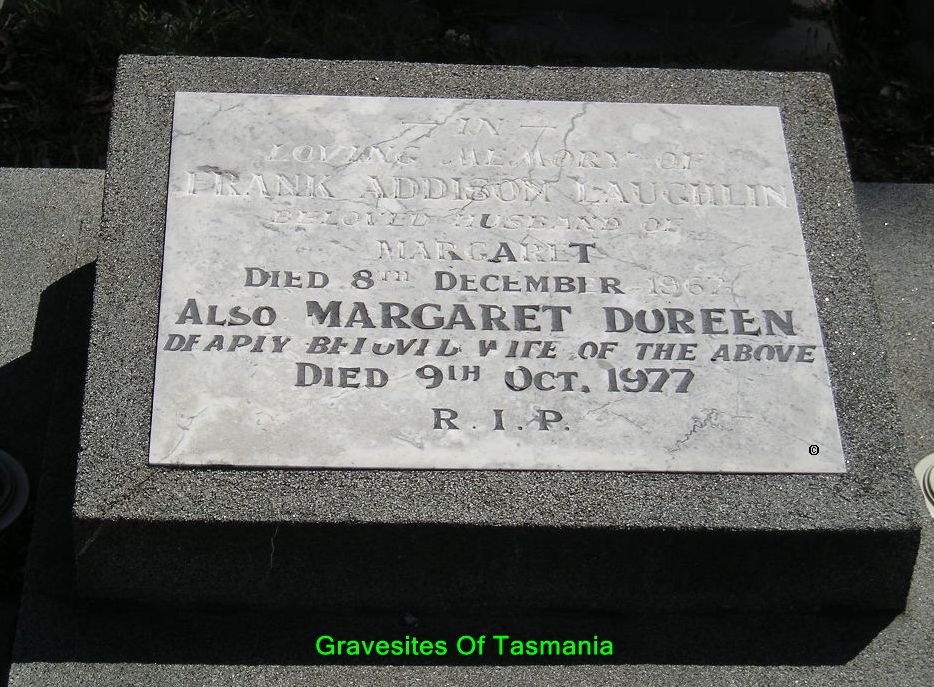 — IN —
LOVING MEMORY OF
FRANK ADDISON LAUGHLIN
BELOVED HUSBAND OF
MARGARET
DIED 8TH DECEMBER
ALSO MARGARET DOREEN
DEAPLY BELOVED WIFE OF THE ABOVE
DIED 9TH OCT. 1977
R.I.P.
©
Gravesites Of Tasmania